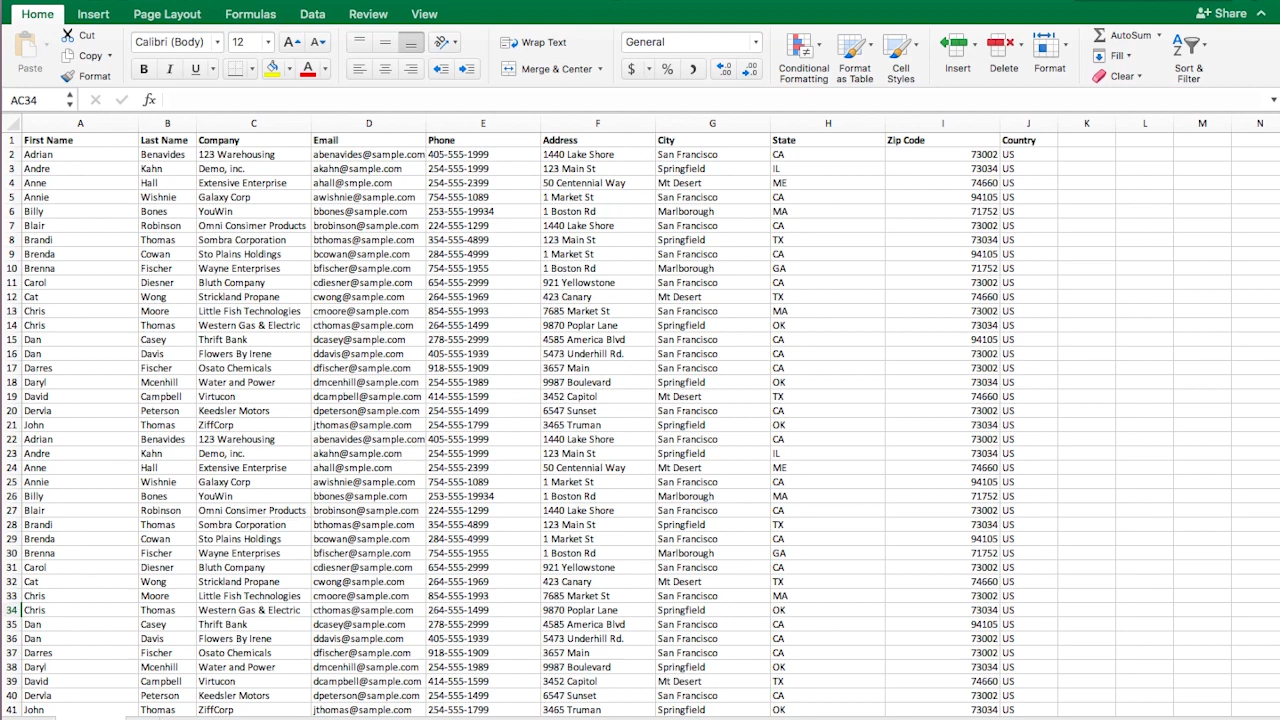 Home Insert Page Layout Formulas Data Review View Share
Cut Calibri (Body) 12 A A Wrap Text General AutoSum
Copy Fill
Paste Format B I U A Merge & Center $ % Conditional Formatting Format as Table Cell Styles Insert Delete Format Clear Sort & Filter
AC34 fx
A B C D E F G H I J K L M N
1 First Name Last Name Company Email Phone Address City State Zip Code Country
2 Adrian Benavides 123 Warehousing abenavides@sample.com 405-555-1999 1440 Lake Shore San Francisco CA 73002 US
3 Andre Kahn Demo, inc. akahn@sample.com 254-555-1999 123 Main St Springfield IL 73034 US
4 Anne Hall Extensive Enterprise ahall@smple.com 254-555-2399 50 Centennial Way Mt Desert ME 74660 US
5 Annie Wishnie Galaxy Corp awishnie@sample.com 754-555-1089 1 Market St San Francisco CA 94105 US
6 Billy Bones YouWin bbones@sample.com 253-555-19934 1 Boston Rd Marlborough MA 71752 US
7 Blair Robinson Omni Consimer Products brobinson@sample.com 224-555-1299 1440 Lake Shore San Francisco CA 73002 US
8 Brandi Thomas Sombra Corporation bthomas@sample.com 354-555-4899 123 Main St Springfield TX 73034 US
9 Brenda Cowan Sto Plains Holdings bcowan@sample.com 284-555-4999 1 Market St San Francisco CA 94105 US
10 Brenna Fischer Wayne Enterprises bfischer@sample.com 754-555-1955 1 Boston Rd Marlborough GA 71752 US
11 Carol Diesner Bluth Company cdiesner@sample.com 654-555-2999 921 Yellowstone San Francisco CA 73002 US
12 Cat Wong Strickland Propane cwong@sample.com 264-555-1969 423 Canary Mt Desert TX 74660 US
13 Chris Moore Little Fish Technologies cmoore@sample.com 854-555-1993 7685 Market St San Francisco MA 73002 US
14 Chris Thomas Western Gas & Electric cthomas@sample.com 264-555-1499 9870 Poplar Lane Springfield OK 73034 US
15 Dan Casey Thrift Bank dcasey@sample.com 278-555-2999 4585 America Blvd San Francisco CA 94105 US
16 Dan Davis Flowers By Irene ddavis@sample.com 405-555-1939 5473 Underhill Rd. San Francisco CA 73002 US
17 Darres Fischer Osato Chemicals dfischer@sample.com 918-555-1909 3657 Main San Francisco CA 73002 US
18 Daryl Mcenhill Water and Power dmcenhill@sample.com 254-555-1989 9987 Boulevard Springfield OK 73034 US
19 David Campbell Virtucon dcampbell@sample.com 414-555-1599 3452 Capitol Mt Desert TX 74660 US
20 Dervla Peterson Keedsler Motors dpeterson@sample.com 254-555-1499 6547 Sunset San Francisco CA 73002 US
21 John Thomas ZiffCorp jthomas@sample.com 254-555-1799 3465 Truman Springfield OK 73034 US
22 Adrian Benavides 123 Warehousing abenavides@sample.com 405-555-1999 1440 Lake Shore San Francisco CA 73002 US
23 Andre Kahn Demo, inc. akahn@sample.com 254-555-1999 123 Main St Springfield IL 73034 US
24 Anne Hall Extensive Enterprise ahall@smple.com 254-555-2399 50 Centennial Way Mt Desert ME 74660 US
25 Annie Wishnie Galaxy Corp awishnie@sample.com 754-555-1089 1 Market St San Francisco CA 94105 US
26 Billy Bones YouWin bbones@sample.com 253-555-19934 1 Boston Rd Marlborough MA 71752 US
27 Blair Robinson Omni Consimer Products brobinson@sample.com 224-555-1299 1440 Lake Shore San Francisco CA 73002 US
28 Brandi Thomas Sombra Corporation bthomas@sample.com 354-555-4899 123 Main St Springfield TX 73034 US
29 Brenda Cowan Sto Plains Holdings bcowan@sample.com 284-555-4999 1 Market St San Francisco CA 94105 US
30 Brenna Fischer Wayne Enterprises bfischer@sample.com 754-555-1955 1 Boston Rd Marlborough GA 71752 US
31 Carol Diesner Bluth Company cdiesner@sample.com 654-555-2999 921 Yellowstone San Francisco CA 73002 US
32 Cat Wong Strickland Propane cwong@sample.com 264-555-1969 423 Canary Mt Desert TX 74660 US
33 Chris Moore Little Fish Technologies cmoore@sample.com 854-555-1993 7685 Market St San Francisco MA 73002 US
34 Chris Thomas Western Gas & Electric cthomas@sample.com 264-555-1499 9870 Poplar Lane Springfield OK 73034 US
35 Dan Casey Thrift Bank dcasey@sample.com 278-555-2999 4585 America Blvd San Francisco CA 94105 US
36 Dan Davis Flowers By Irene ddavis@sample.com 405-555-1939 5473 Underhill Rd. San Francisco CA 73002 US
37 Darres Fischer Osato Chemicals dfischer@sample.com 918-555-1909 3657 Main San Francisco CA 73002 US
38 Daryl Mcenhill Water and Power dmcenhill@sample.com 254-555-1989 9987 Boulevard Springfield OK 73034 US
39 David Campbell Virtucon dcampbell@sample.com 414-555-1599 3452 Capitol Mt Desert TX 74660 US
40 Dervla Peterson Keedsler Motors dpeterson@sample.com 254-555-1499 6547 Sunset San Francisco CA 73002 US
41 John Thomas ZiffCorp jthomas@sample.com 254-555-1799 3465 Truman Springfield OK 73034 US